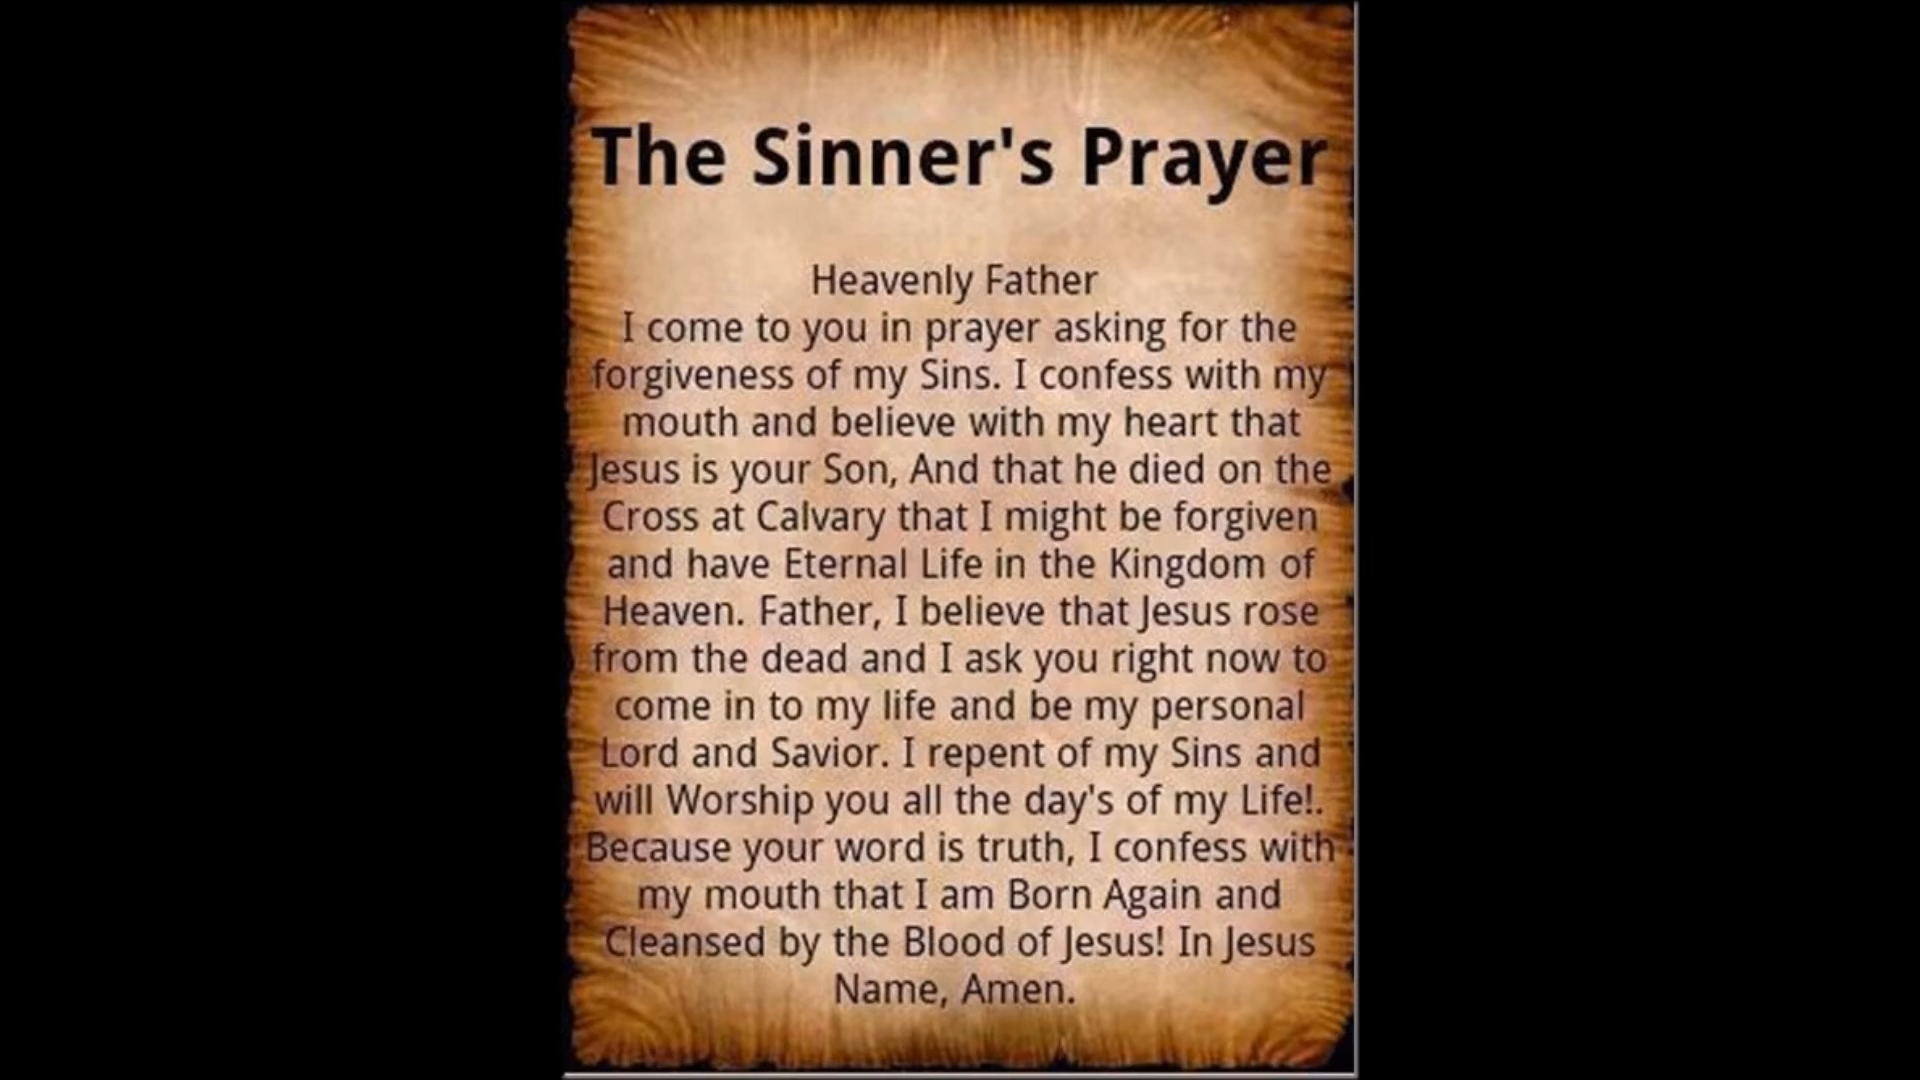 The Sinner's Prayer
Heavenly Father
I come to you in prayer asking for the
forgiveness of my Sins. I confess with my
mouth and believe with my heart that
Jesus is your Son, And that he died on the
Cross at Calvary that I might be forgiven
and have Eternal Life in the Kingdom of
Heaven. Father, I believe that Jesus rose
from the dead and I ask you right now to
come in to my life and be my personal
Lord and Savior. I repent of my Sins and
will Worship you all the day's of my Life!.
Because your word is truth, I confess with
my mouth that I am Born Again and
Cleansed by the Blood of Jesus! In Jesus
Name, Amen.